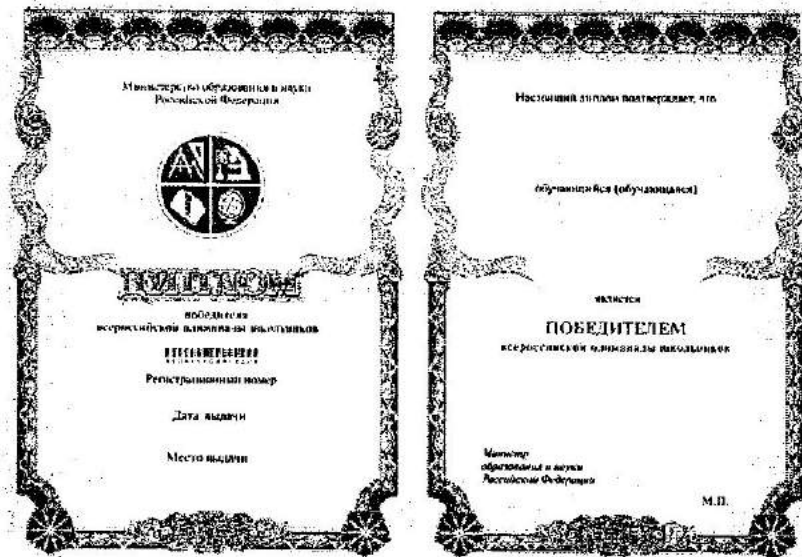 Министерство образования и науки
Российской Федерации
ДИПЛОМ
победителя
всероссийской олимпиады школьников
Регистрационный номер
Дата выдачи
Место выдачи
Настоящий диплом подтверждает, что
обучающийся (обучающаяся)
является
ПОБЕДИТЕЛЕМ
всероссийской олимпиады школьников
Министр
образования и науки
Российской Федерации
М.П.